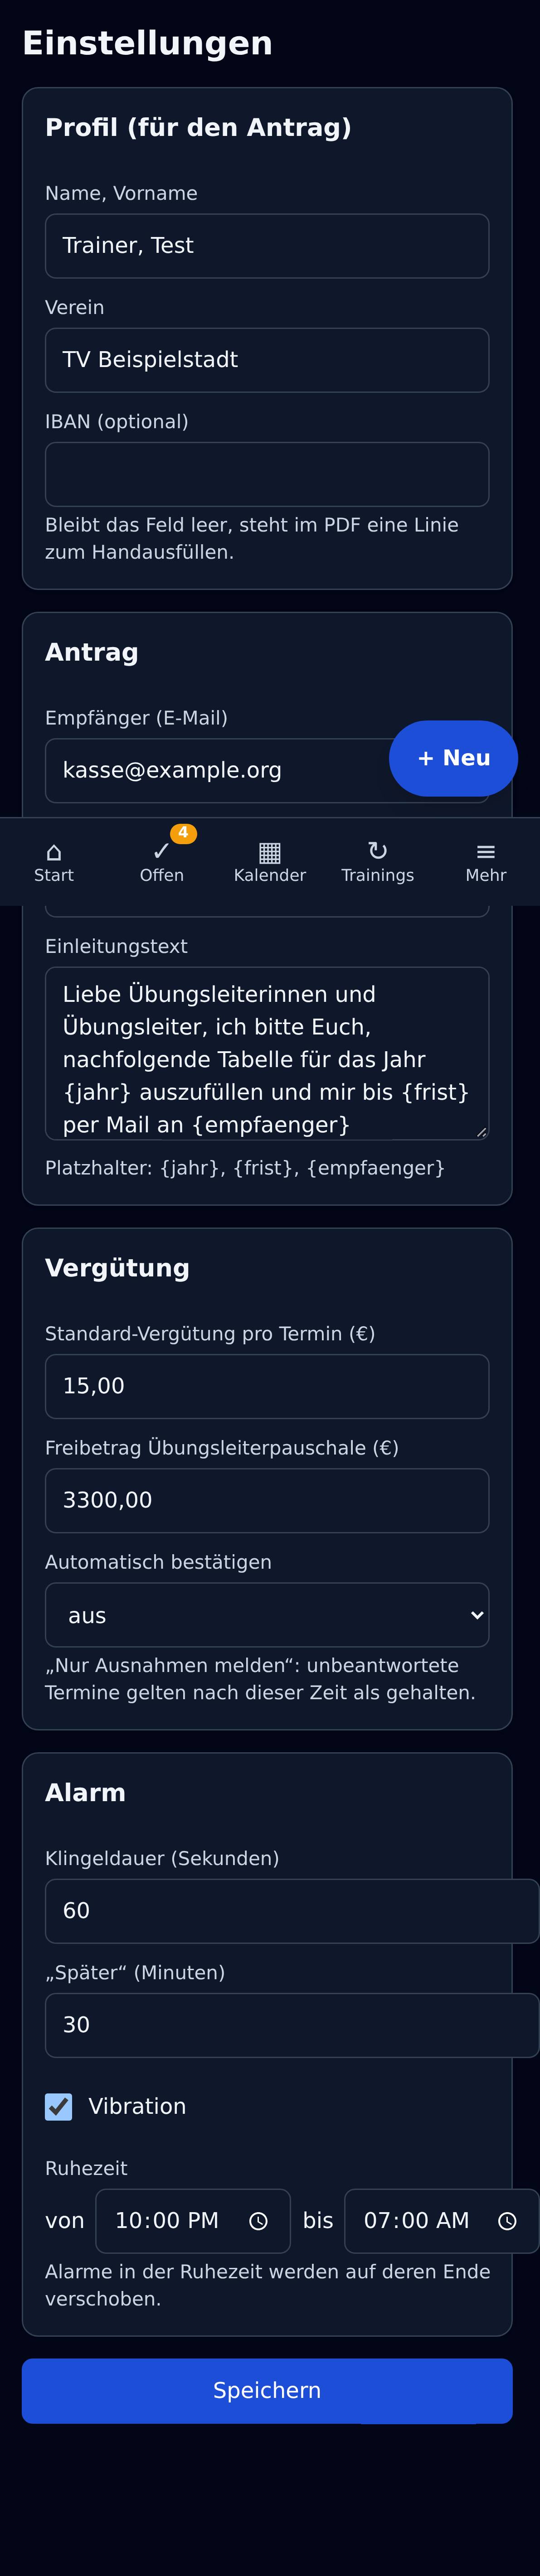 Einstellungen
Profil (für den Antrag)
Name, Vorname
Trainer, Test
Verein
TV Beispielstadt
IBAN (optional)
Bleibt das Feld leer, steht im PDF eine Linie
zum Handausfüllen.
Antrag
Empfänger (E-Mail)
kasse@example.org
+ Neu
4
Start
Offen
Kalender
Trainings
Mehr
Einleitungstext
Liebe Übungsleiterinnen und
Übungsleiter, ich bitte Euch,
nachfolgende Tabelle für das Jahr
{jahr} auszufüllen und mir bis {frist}
per Mail an {empfaenger}
Platzhalter: {jahr}, {frist}, {empfaenger}
Vergütung
Standard-Vergütung pro Termin (€)
15,00
Freibetrag Übungsleiterpauschale (€)
3300,00
Automatisch bestätigen
aus
„Nur Ausnahmen melden“: unbeantwortete
Termine gelten nach dieser Zeit als gehalten.
Alarm
Klingeldauer (Sekunden)
60
„Später“ (Minuten)
30
Vibration
Ruhezeit
von 10:00 PM bis 07:00 AM
Alarme in der Ruhezeit werden auf deren Ende
verschoben.
Speichern